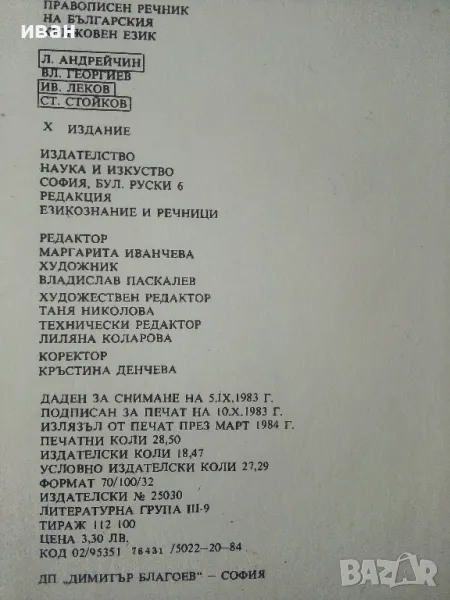 ПРАВОПИСЕН РЕЧНИК
НА БЪЛГАРСКИЯ
ЕЗИК
иван
Л. АНДРЕЙЧИН
ВЛ. ГЕОРГИЕВ
ИВ. ЛЕКОВ
СТ. СТОЙКОВ
X ИЗДАНИЕ
ИЗДАТЕЛСТВО
НАУКА И ИЗКУСТВО
СОФИЯ, БУЛ. РУСКИ 6
РЕДАКЦИЯ
ЕЗИКОЗНАНИЕ И РЕЧНИЦИ
РЕДАКТОР
МАРГАРИТА ИВАНЧЕВА
ХУДОЖНИК
ВЛАДИСЛАВ ПАСКАЛЕВ
ХУДОЖЕСТВЕН РЕДАКТОР
ТАНЯ НИКОЛОВА
ТЕХНИЧЕСКИ РЕДАКТОР
ЛИЛЯНА КОЛАРОВА
КОРЕКТОР
КРЪСТИНА ДЕНЧЕВА
ДАДЕН ЗА СНИМАНЕ НА 5.IX.1983 Г.
ПОДПИСАН ЗА ПЕЧАТ НА 10.X.1983 Г.
ИЗЛЯЗЪЛ ОТ ПЕЧАТ ПРЕЗ МАРТ 1984 Г.
ПЕЧАТНИ КОЛИ 28,50
ИЗДАТЕЛСКИ КОЛИ 18,47
УСЛОВНО ИЗДАТЕЛСКИ КОЛИ 27,29
ФОРМАТ 70/100/32
ИЗДАТЕЛСКИ № 25030
ЛИТЕРАТУРНА ГРУПА III-9
ТИРАЖ 112 100
ЦЕНА 3,30 ЛВ.
КОД 02/95351 76431 /5022-20-84
ДП „ДИМИТЪР БЛАГОЕВ" – СОФИЯ
bazar